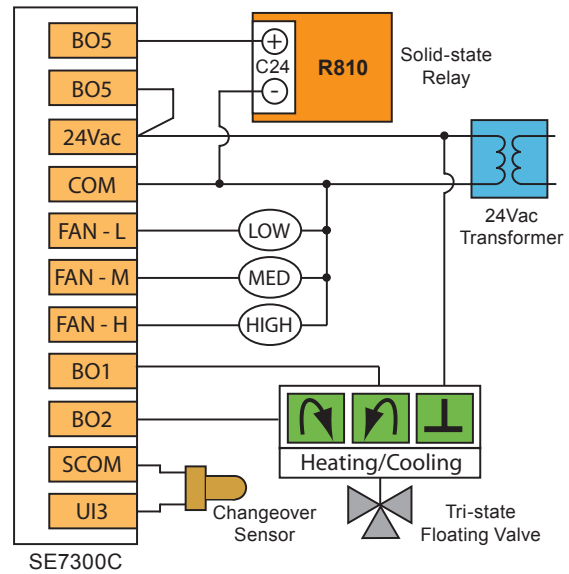 BO5
BO5
24Vac
COM
FAN - L
FAN - M
FAN - H
BO1
BO2
SCOM
UI3
SE7300C
+
C24
-
R810
Solid-state
Relay
24Vac
Transformer
LOW
MED
HIGH
Heating/Cooling
Changeover
Sensor
Tri-state
Floating Valve